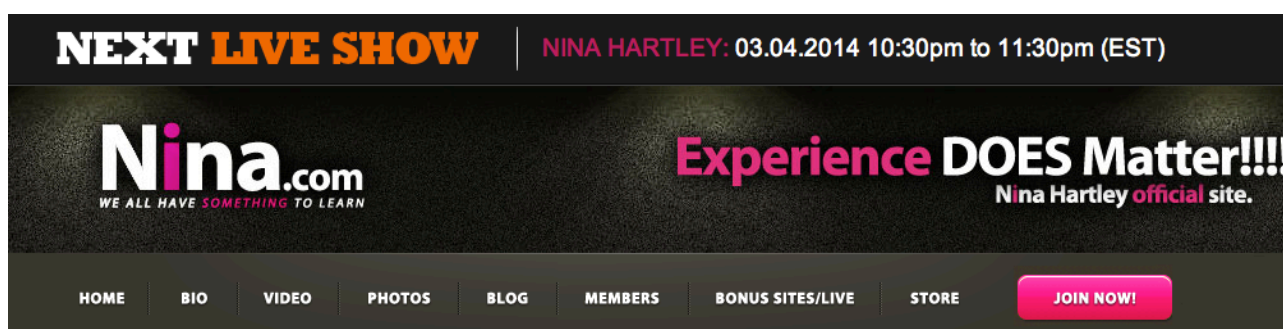 NEXT LIVE SHOW
NINA HARTLEY: 03.04.2014 10:30pm to 11:30pm (EST)
Nina.com
WE ALL HAVE SOMETHING TO LEARN
Experience DOES Matter!!!!
Nina Hartley official site.
HOME
BIO
VIDEO
PHOTOS
BLOG
MEMBERS
BONUS SITES/LIVE
STORE
JOIN NOW!